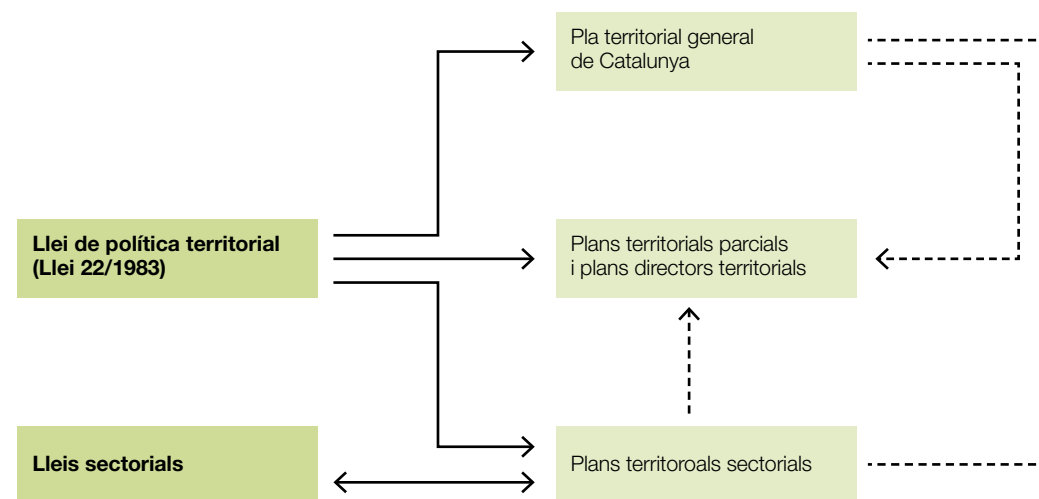 Pla territorial general
de Catalunya
Llei de política territorial
(Llei 22/1983)
Plans territorials parcials
i plans directors territorials
Lleis sectorials
Plans territoroals sectorials